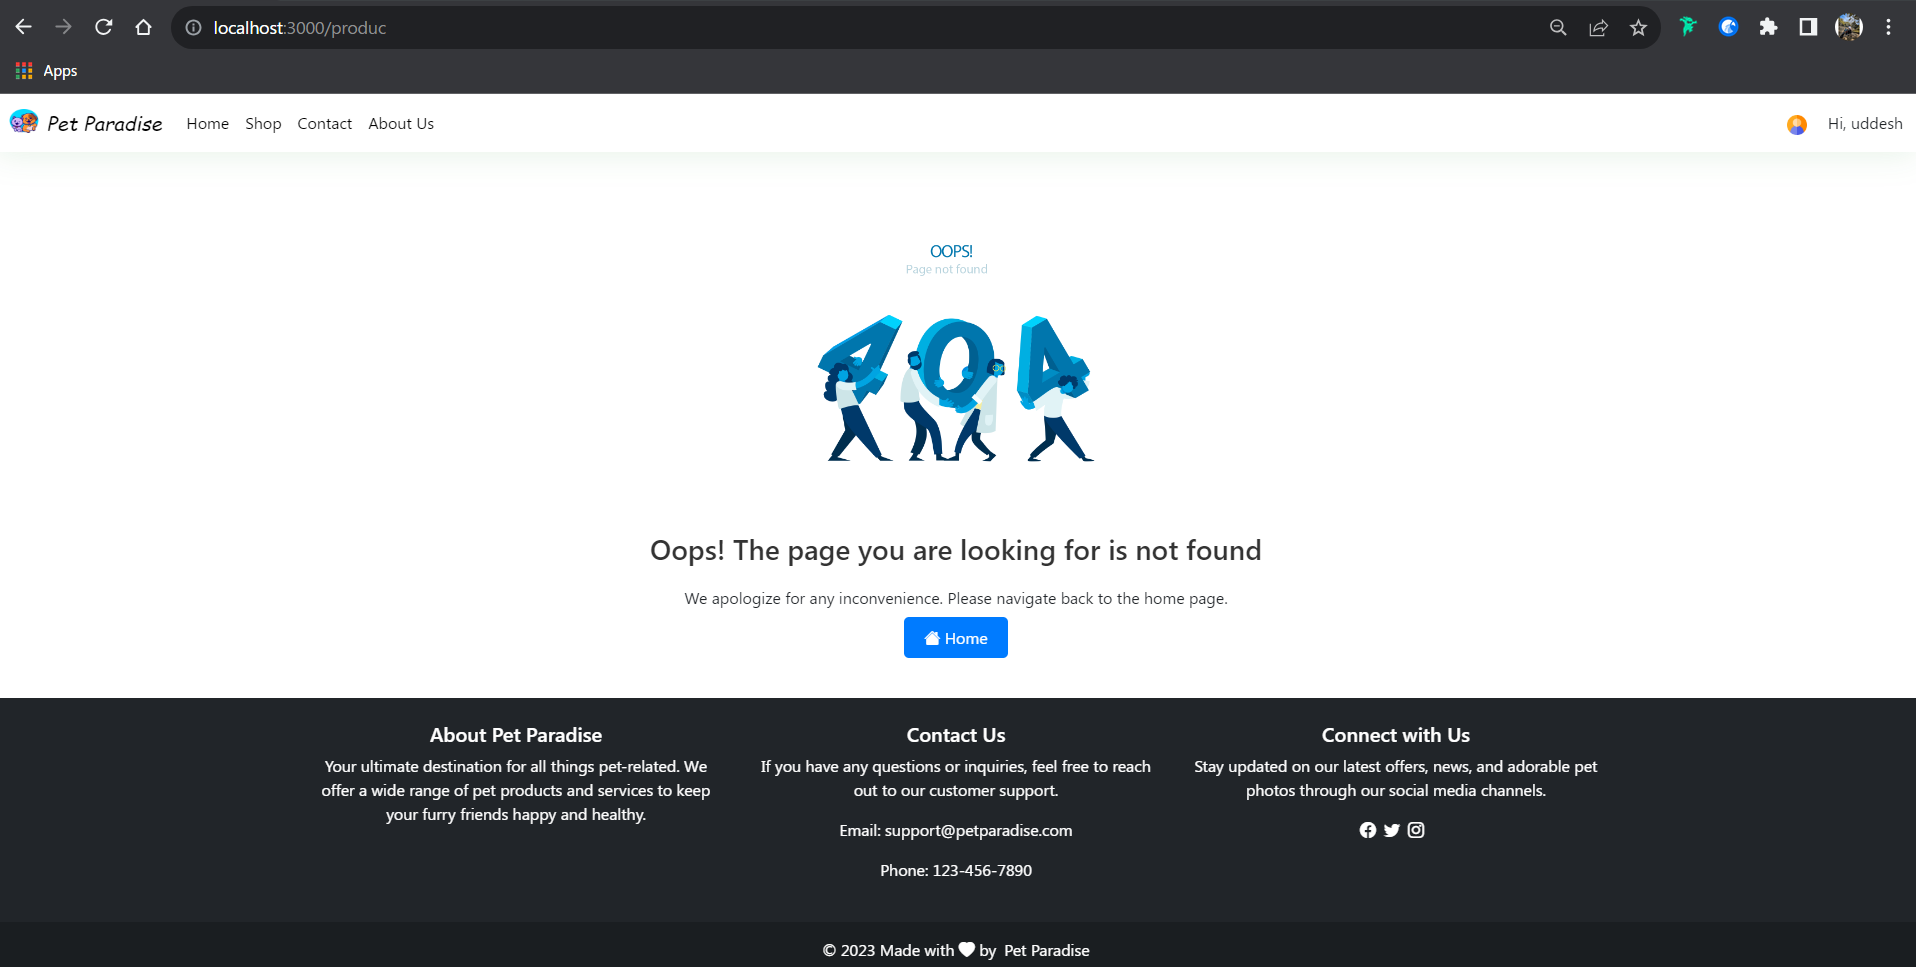 localhost:3000/produc
Apps
Pet Paradise Home Shop Contact About Us Hi, uddesh
OOPS!
Page not found
404
Oops! The page you are looking for is not found
We apologize for any inconvenience. Please navigate back to the home page.
Home
About Pet Paradise
Your ultimate destination for all things pet-related. We
offer a wide range of pet products and services to keep
your furry friends happy and healthy.
Contact Us
If you have any questions or inquiries, feel free to reach
out to our customer support.
Email: support@petparadise.com
Phone: 123-456-7890
Connect with Us
Stay updated on our latest offers, news, and adorable pet
photos through our social media channels.
© 2023 Made with by Pet Paradise